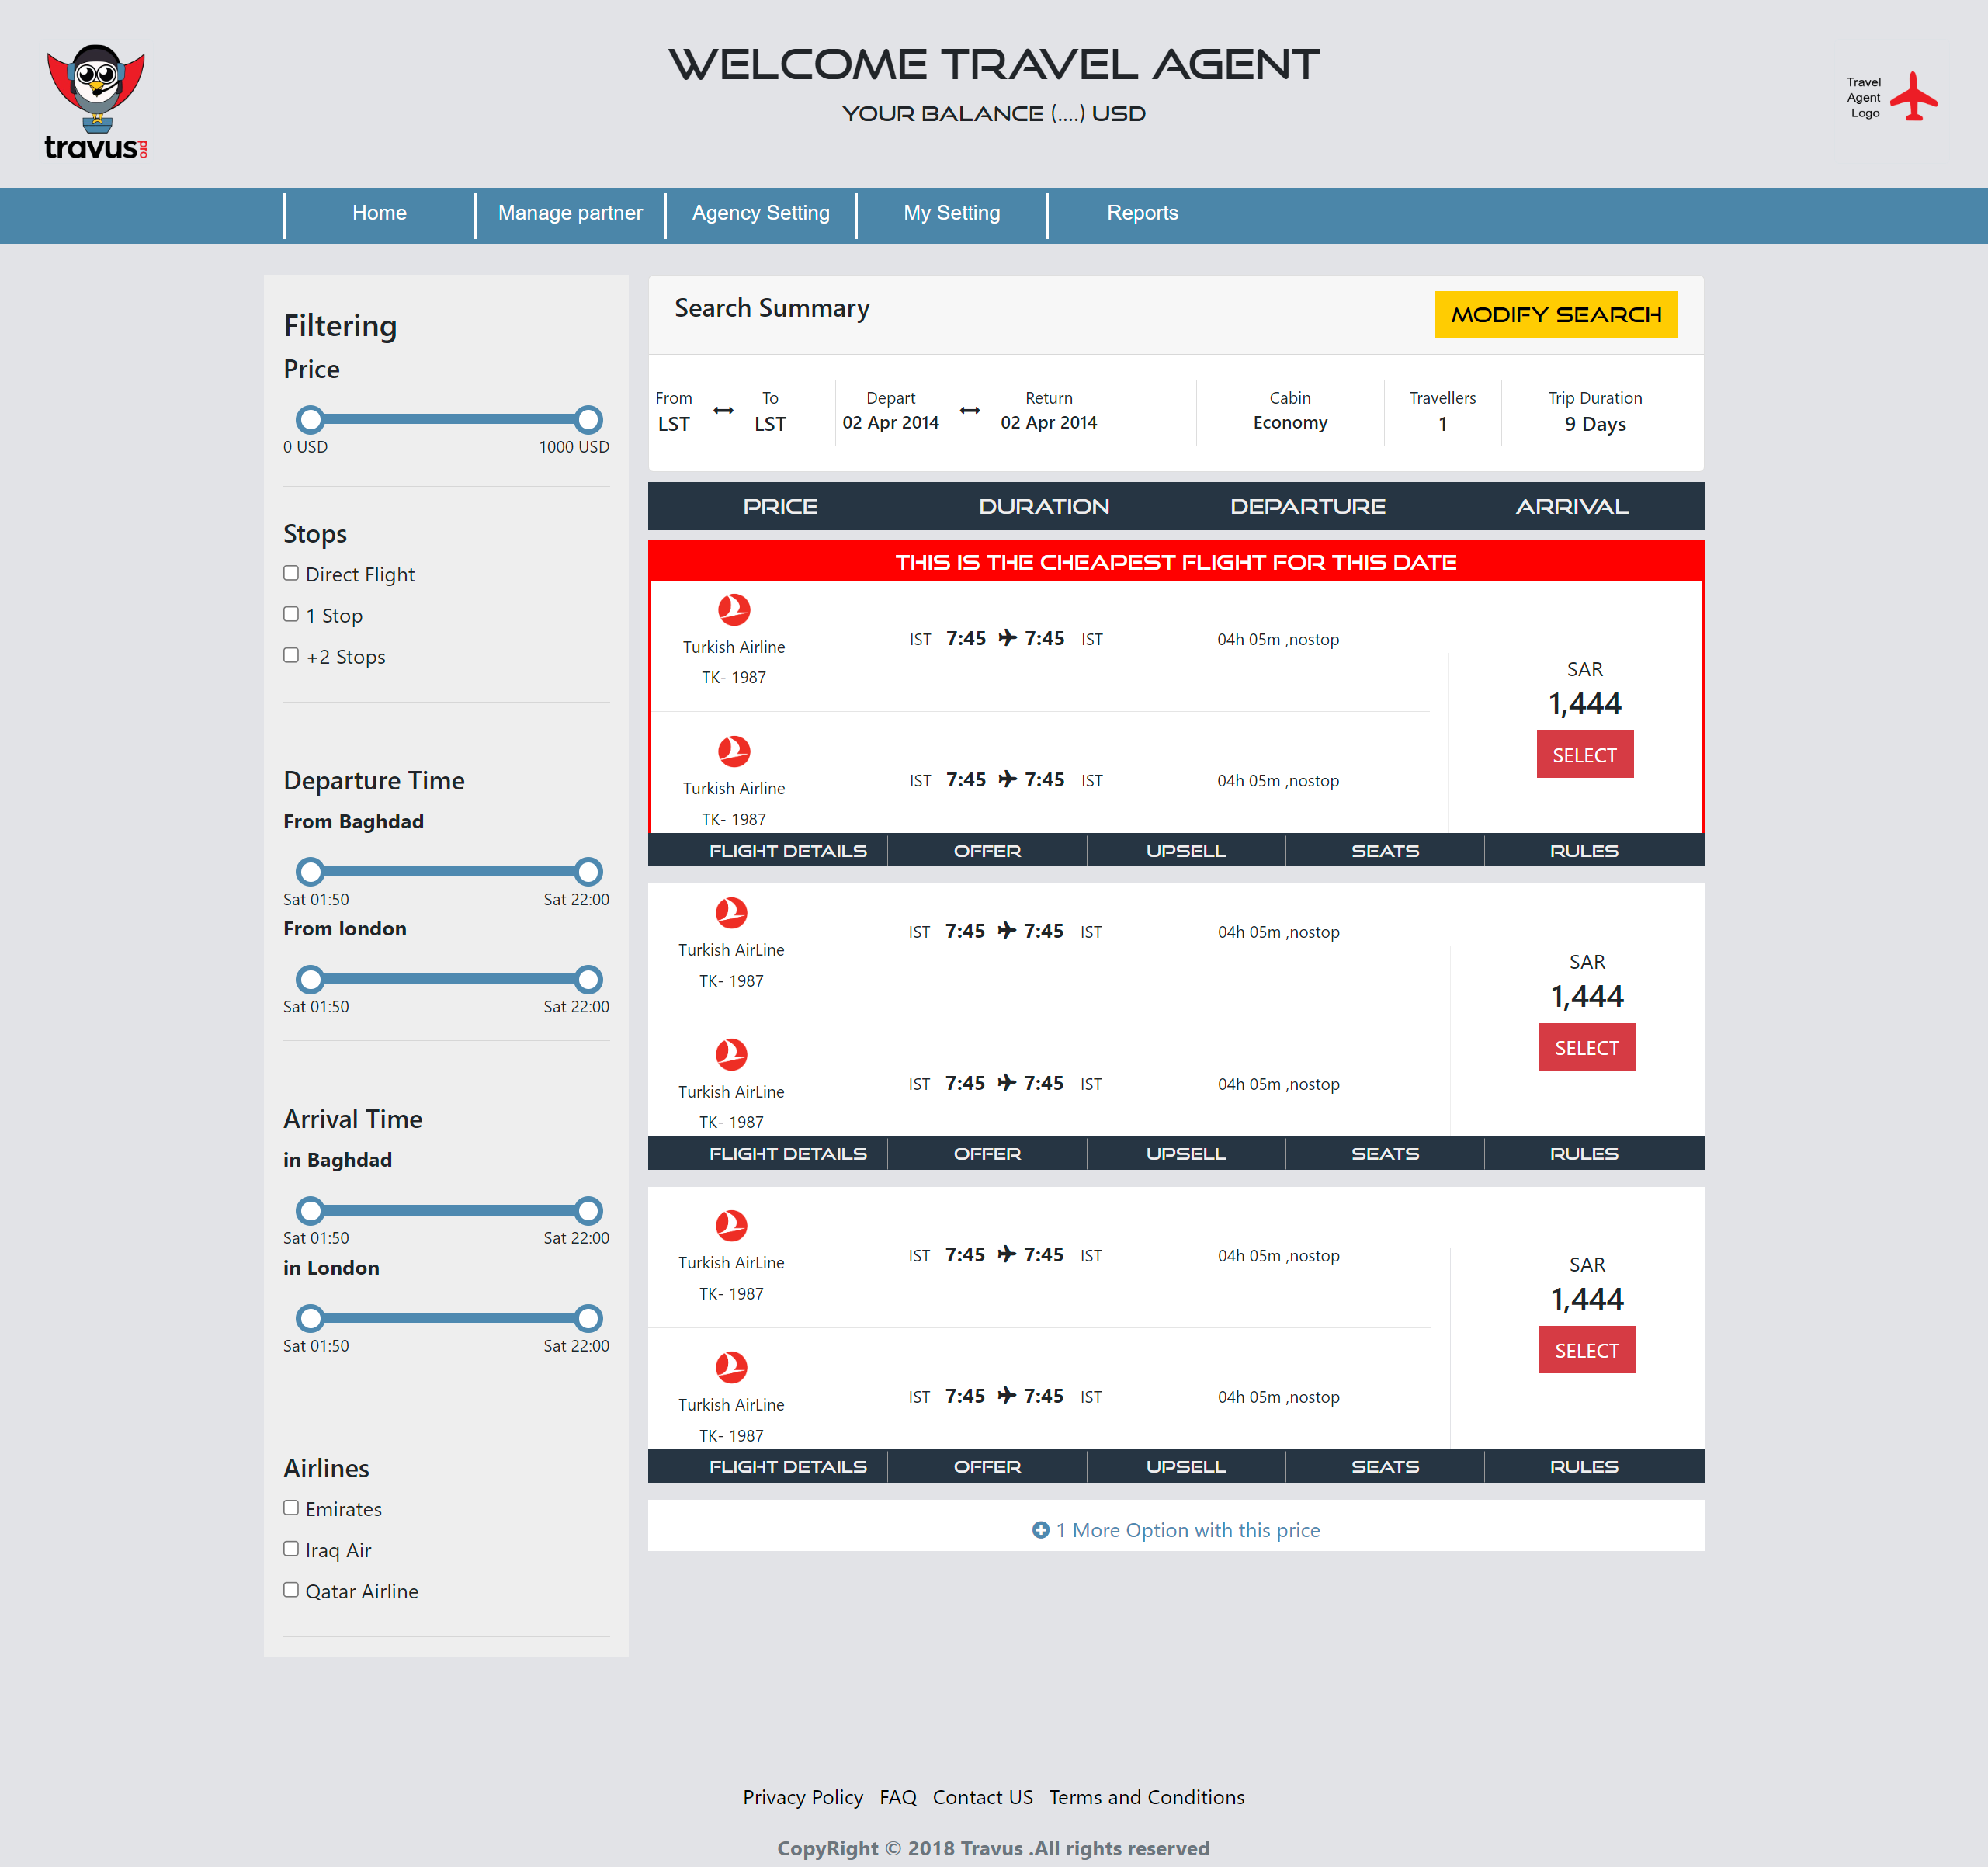 travus pro
WELCOME TRAVEL AGENT
YOUR BALANCE (....) USD
Travel
Agent
Logo
Home Manage partner Agency Setting My Setting Reports
Filtering
Price
0 USD 1000 USD
Stops
Direct Flight
1 Stop
+2 Stops
Departure Time
From Baghdad
Sat 01:50 Sat 22:00
From london
Sat 01:50 Sat 22:00
Arrival Time
in Baghdad
Sat 01:50 Sat 22:00
in London
Sat 01:50 Sat 22:00
Airlines
Emirates
Iraq Air
Qatar Airline
Search Summary MODIFY SEARCH
From To Depart Return Cabin Travellers Trip Duration
LST LST 02 Apr 2014 02 Apr 2014 Economy 1 9 Days
PRICE DURATION DEPARTURE ARRIVAL
THIS IS THE CHEAPEST FLIGHT FOR THIS DATE
IST 7:45 7:45 IST 04h 05m ,nostop
Turkish Airline
TK- 1987
SAR
1,444
SELECT
IST 7:45 7:45 IST 04h 05m ,nostop
Turkish Airline
TK- 1987
FLIGHT DETAILS OFFER UPSELL SEATS RULES
IST 7:45 7:45 IST 04h 05m ,nostop
Turkish AirLine
TK- 1987
SAR
1,444
SELECT
IST 7:45 7:45 IST 04h 05m ,nostop
Turkish AirLine
TK- 1987
FLIGHT DETAILS OFFER UPSELL SEATS RULES
IST 7:45 7:45 IST 04h 05m ,nostop
Turkish AirLine
TK- 1987
SAR
1,444
SELECT
IST 7:45 7:45 IST 04h 05m ,nostop
Turkish AirLine
TK- 1987
FLIGHT DETAILS OFFER UPSELL SEATS RULES
1 More Option with this price
Privacy Policy FAQ Contact US Terms and Conditions
CopyRight © 2018 Travus .All rights reserved